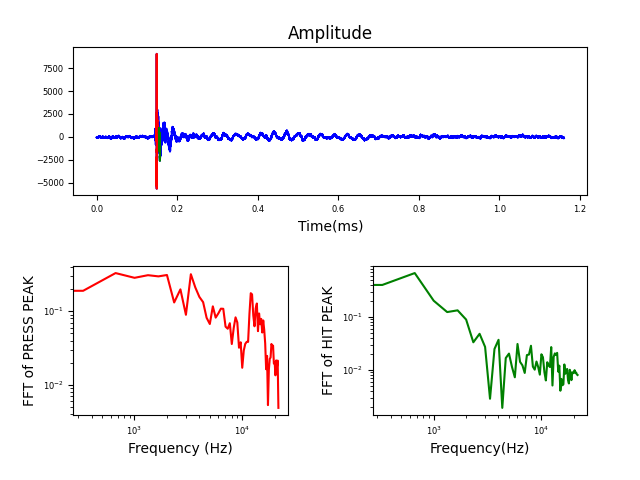 Amplitude
7500
5000
2500
0
−2500
−5000
0.0 0.2 0.4 0.6 0.8 1.0 1.2
Time(ms)
FFT of PRESS PEAK
10⁻¹
10⁻²
10³ 10⁴
Frequency (Hz)
FFT of HIT PEAK
10⁻¹
10⁻²
10³ 10⁴
Frequency(Hz)